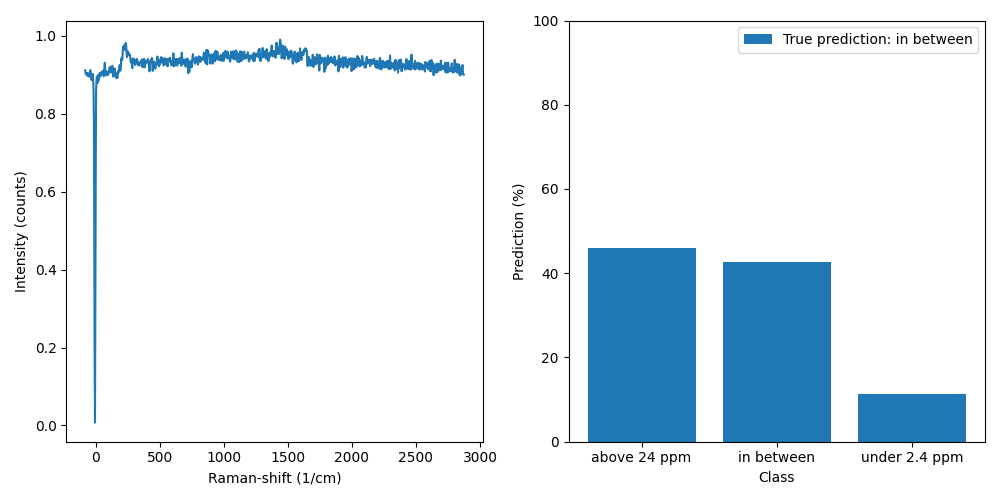 1.0
0.8
0.6
0.4
0.2
0.0
Intensity (counts)
0 500 1000 1500 2000 2500 3000
Raman-shift (1/cm)
100
80
60
40
20
0
Prediction (%)
True prediction: in between
above 24 ppm in between under 2.4 ppm
Class